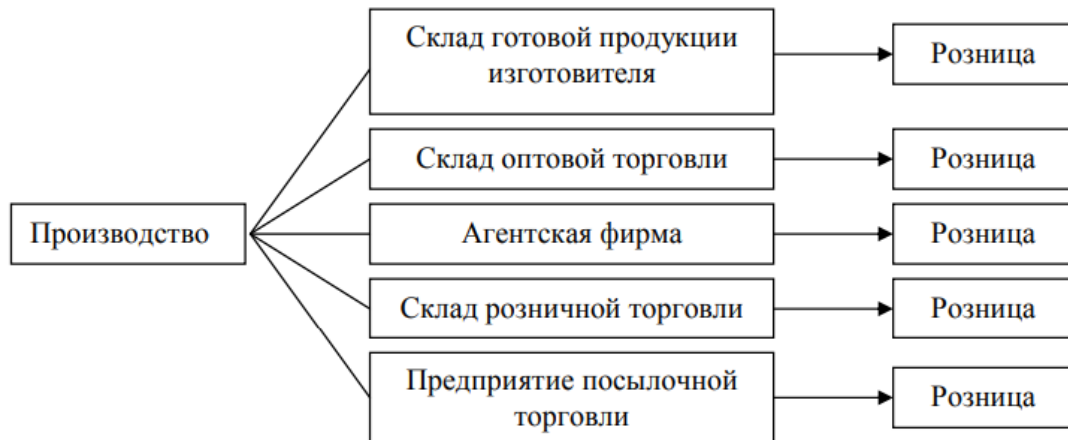 Склад готовой продукции
изготовителя
Розница
Склад оптовой торговли
Розница
Производство
Агентская фирма
Розница
Склад розничной торговли
Розница
Предприятие посылочной
торговли
Розница